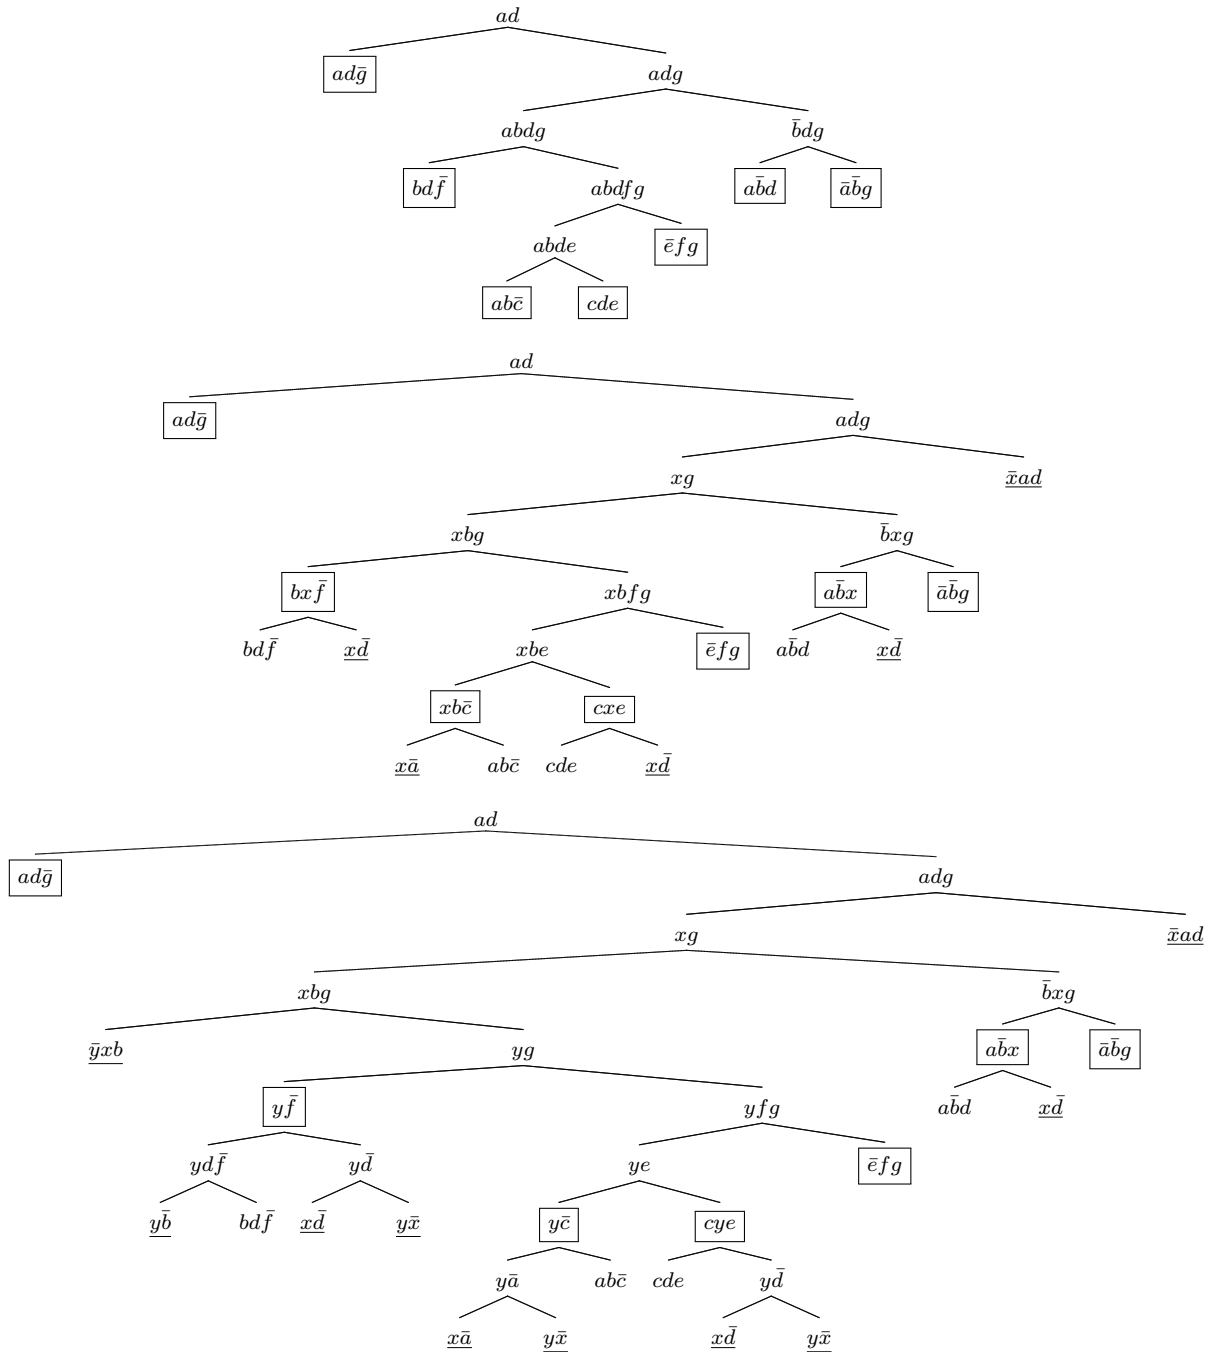 ad
ad̄g adg
abdg b̄dg
bdf̄ abdfg ab̄d āb̄g
abde ēfg
abc̄ cde
ad
adḡ adg
xg x̄ad
xbg b̄xg
bxf̄ xbfg ab̄x āb̄g
bdf̄ xd̄ xbe ēfg ab̄d xd̄
xbc̄ cxe
xā abc̄ cde xd̄
ad
adḡ adg
xg x̄ad
xbg b̄xg
ȳxb yg ab̄x āb̄g
yf̄ yfg ab̄d xd̄
ydf̄ yd̄ ye ēfg
yb̄ bdf̄ xd̄ yx̄ yc̄ cye
yā abc̄ cde yd̄
xā yx̄ xd̄ yx̄